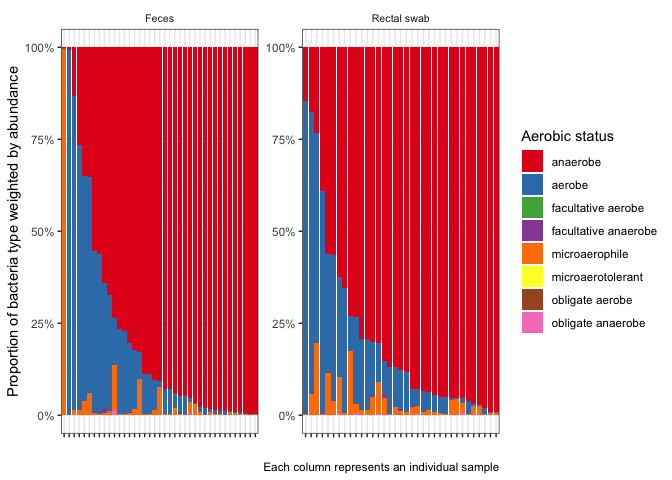 Feces
Rectal swab
Proportion of bacteria type weighted by abundance
100%
75%
50%
25%
0%
100%
75%
50%
25%
0%
Aerobic status
anaerobe
aerobe
facultative aerobe
facultative anaerobe
microaerophile
microaerotolerant
obligate aerobe
obligate anaerobe
Each column represents an individual sample